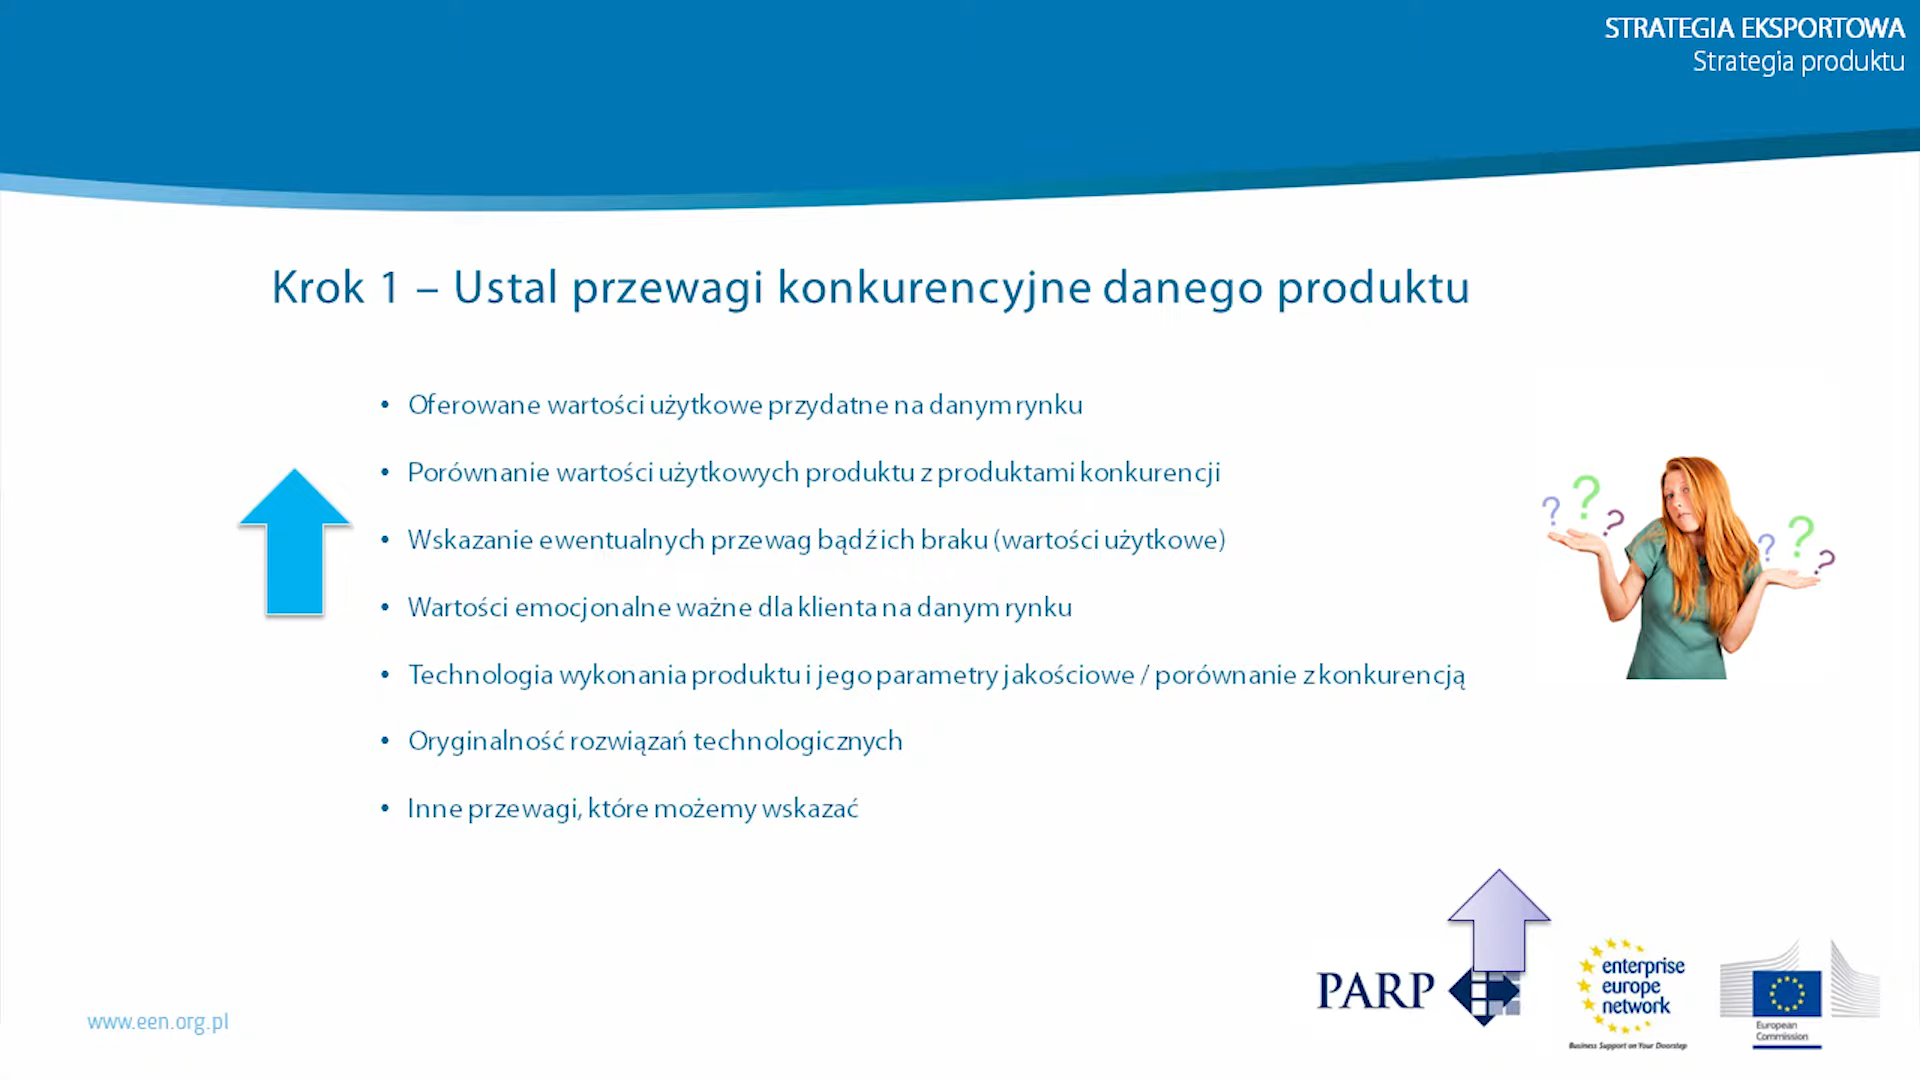 STRATEGIA EKSPORTOWA
Strategia produktu
Krok 1 – Ustal przewagi konkurencyjne danego produktu
• Oferowane wartości użytkowe przydatne na danym rynku
• Porównanie wartości użytkowych produktu z produktami konkurencji
• Wskazanie ewentualnych przewag bądź ich braku (wartości użytkowe)
• Wartości emocjonalne ważne dla klienta na danym rynku
• Technologia wykonania produktu i jego parametry jakościowe / porównanie z konkurencją
• Oryginalność rozwiązań technologicznych
• Inne przewagi, które możemy wskazać
? ? ? ? ? ?
www.een.org.pl
PARP
enterprise
europe
network
Business Support on Your Doorstep
European
Commission